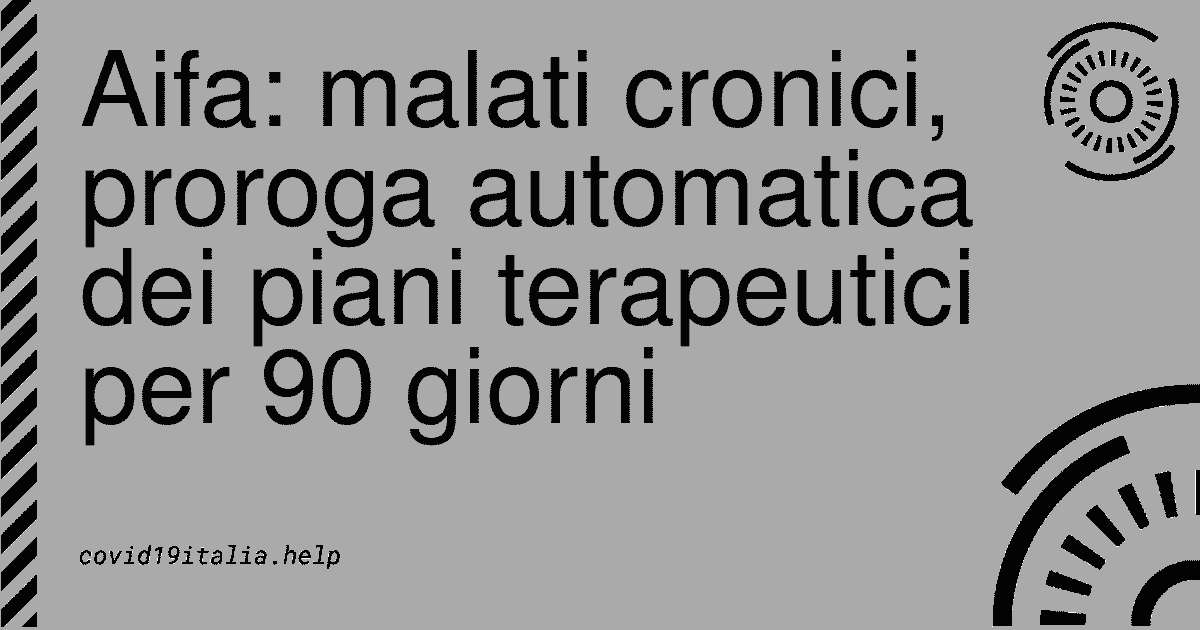 Aifa: malati cronici,
proroga automatica
dei piani terapeutici
per 90 giorni
covid19italia.help